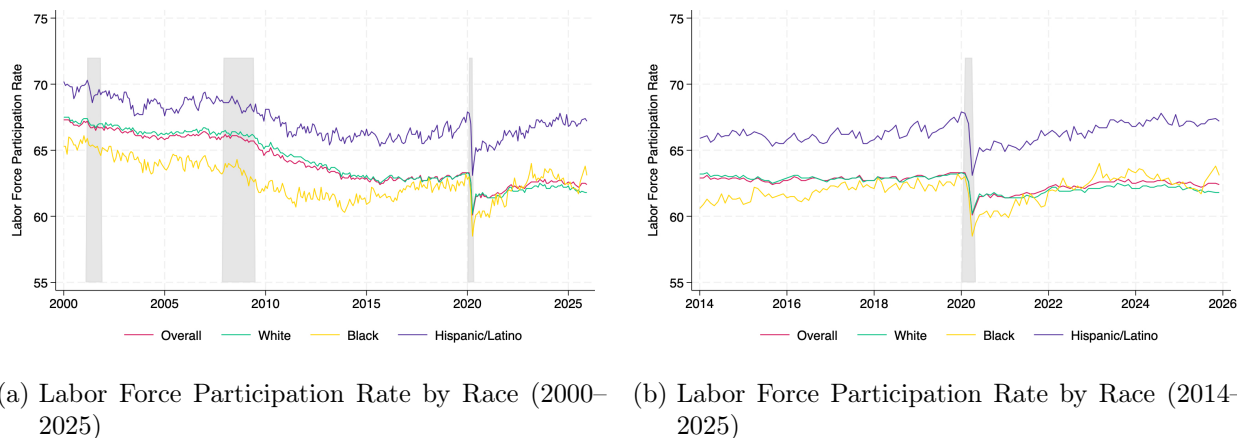 75
70
65
60
55
Labor Force Participation Rate
2000 2005 2010 2015 2020 2025
Overall White Black Hispanic/Latino
75
70
65
60
55
Labor Force Participation Rate
2014 2016 2018 2020 2022 2024 2026
Overall White Black Hispanic/Latino
a) Labor Force Participation Rate by Race (2000–
2025)
(b) Labor Force Participation Rate by Race (2014–
2025)